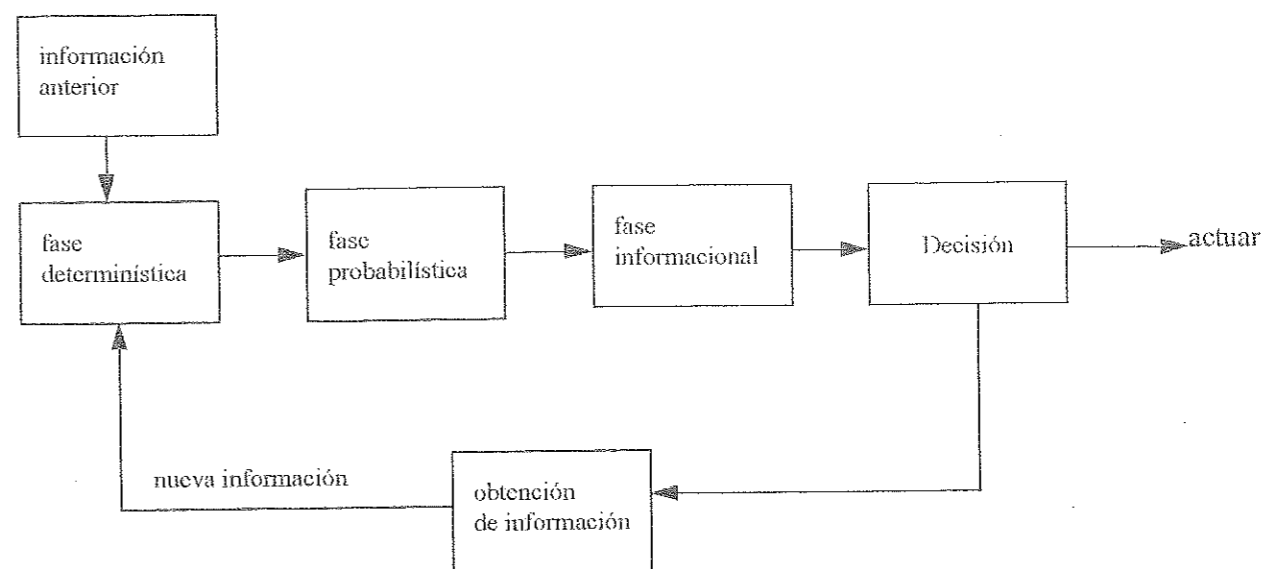 información
anterior
fase
determinística
fase
probabilística
fase
informacional
Decisión
actuar
nueva información
obtención
de información